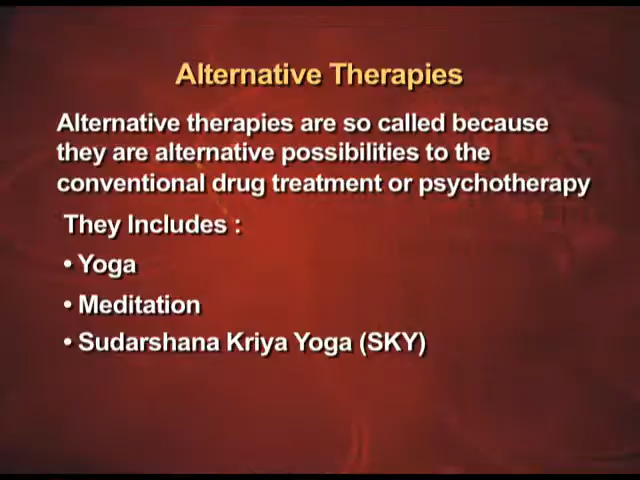 Alternative Therapies
Alternative therapies are so called because
they are alternative possibilities to the
conventional drug treatment or psychotherapy
They Includes :
• Yoga
• Meditation
• Sudarshana Kriya Yoga (SKY)